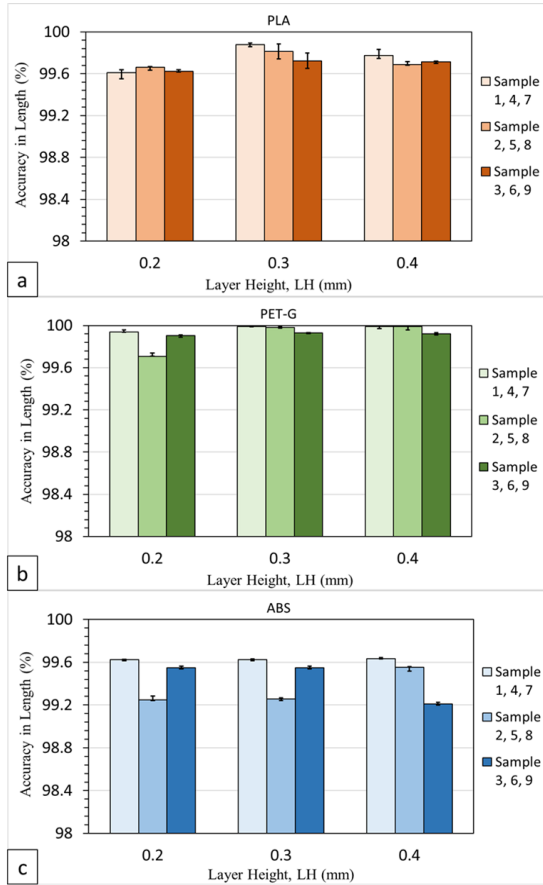 PLA
Accuracy in Length (%)
100
99.6
99.2
98.8
98.4
98
0.2 0.3 0.4
Layer Height, LH (mm)
Sample
1, 4, 7
Sample
2, 5, 8
Sample
3, 6, 9
a
PET-G
Accuracy in Length (%)
100
99.6
99.2
98.8
98.4
98
0.2 0.3 0.4
Layer Height, LH (mm)
Sample
1, 4, 7
Sample
2, 5, 8
Sample
3, 6, 9
b
ABS
Accuracy in Length (%)
100
99.6
99.2
98.8
98.4
98
0.2 0.3 0.4
Layer Height, LH (mm)
Sample
1, 4, 7
Sample
2, 5, 8
Sample
3, 6, 9
c